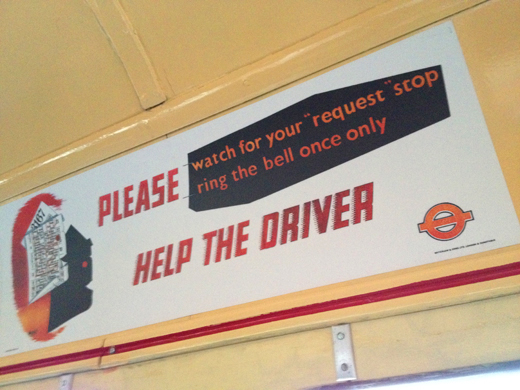 PLEASE
watch for your "request" stop
ring the bell once only
HELP THE DRIVER